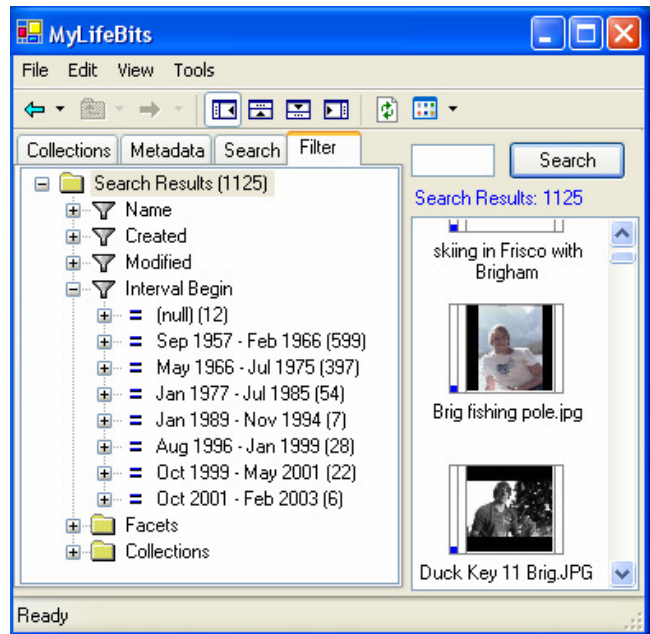 MyLifeBits
File Edit View Tools
Collections Metadata Search Filter
Search Results (1125)
Name
Created
Modified
Interval Begin
(null) (12)
Sep 1957 - Feb 1966 (599)
May 1966 - Jul 1975 (397)
Jan 1977 - Jul 1985 (54)
Jan 1989 - Nov 1994 (7)
Aug 1996 - Jan 1999 (28)
Oct 1999 - May 2001 (22)
Oct 2001 - Feb 2003 (6)
Facets
Collections
Search
Search Results: 1125
skiing in Frisco with
Brigham
Brig fishing pole.jpg
Duck Key 11 Brig.JPG
Ready